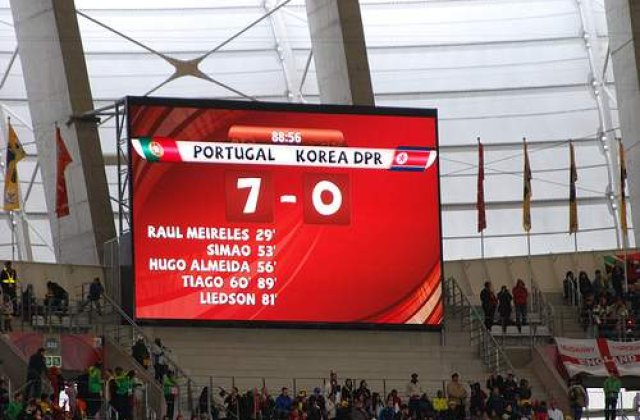 88:56
PORTUGAL KOREA DPR
7 - 0
RAUL MEIRELES 29'
SIMAO 53'
HUGO ALMEIDA 56'
TIAGO 60' 89'
LIEDSON 81'
ENGLAND